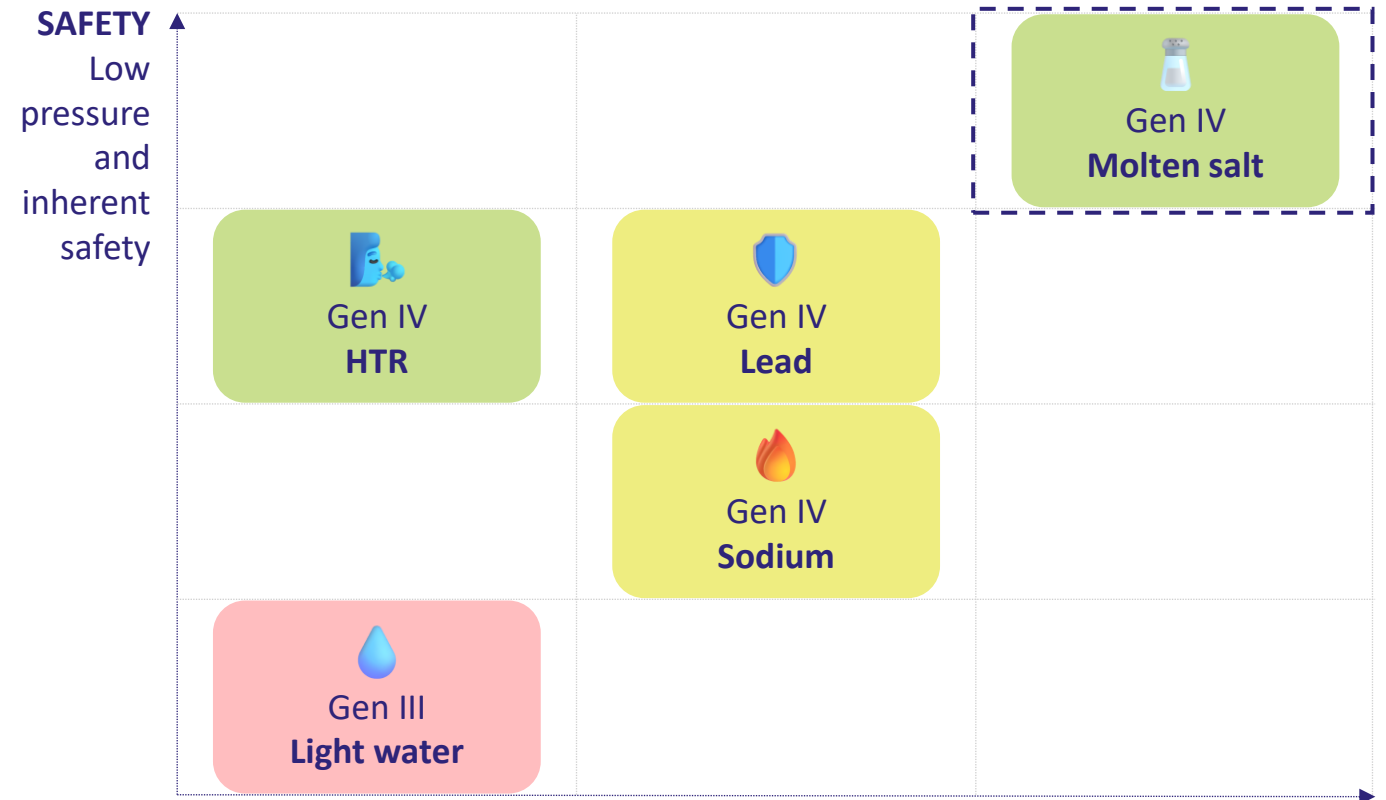 SAFETY
Low
pressure
and
inherent
safety
Gen IV
Molten salt
Gen IV
HTR
Gen IV
Lead
Gen IV
Sodium
Gen III
Light water